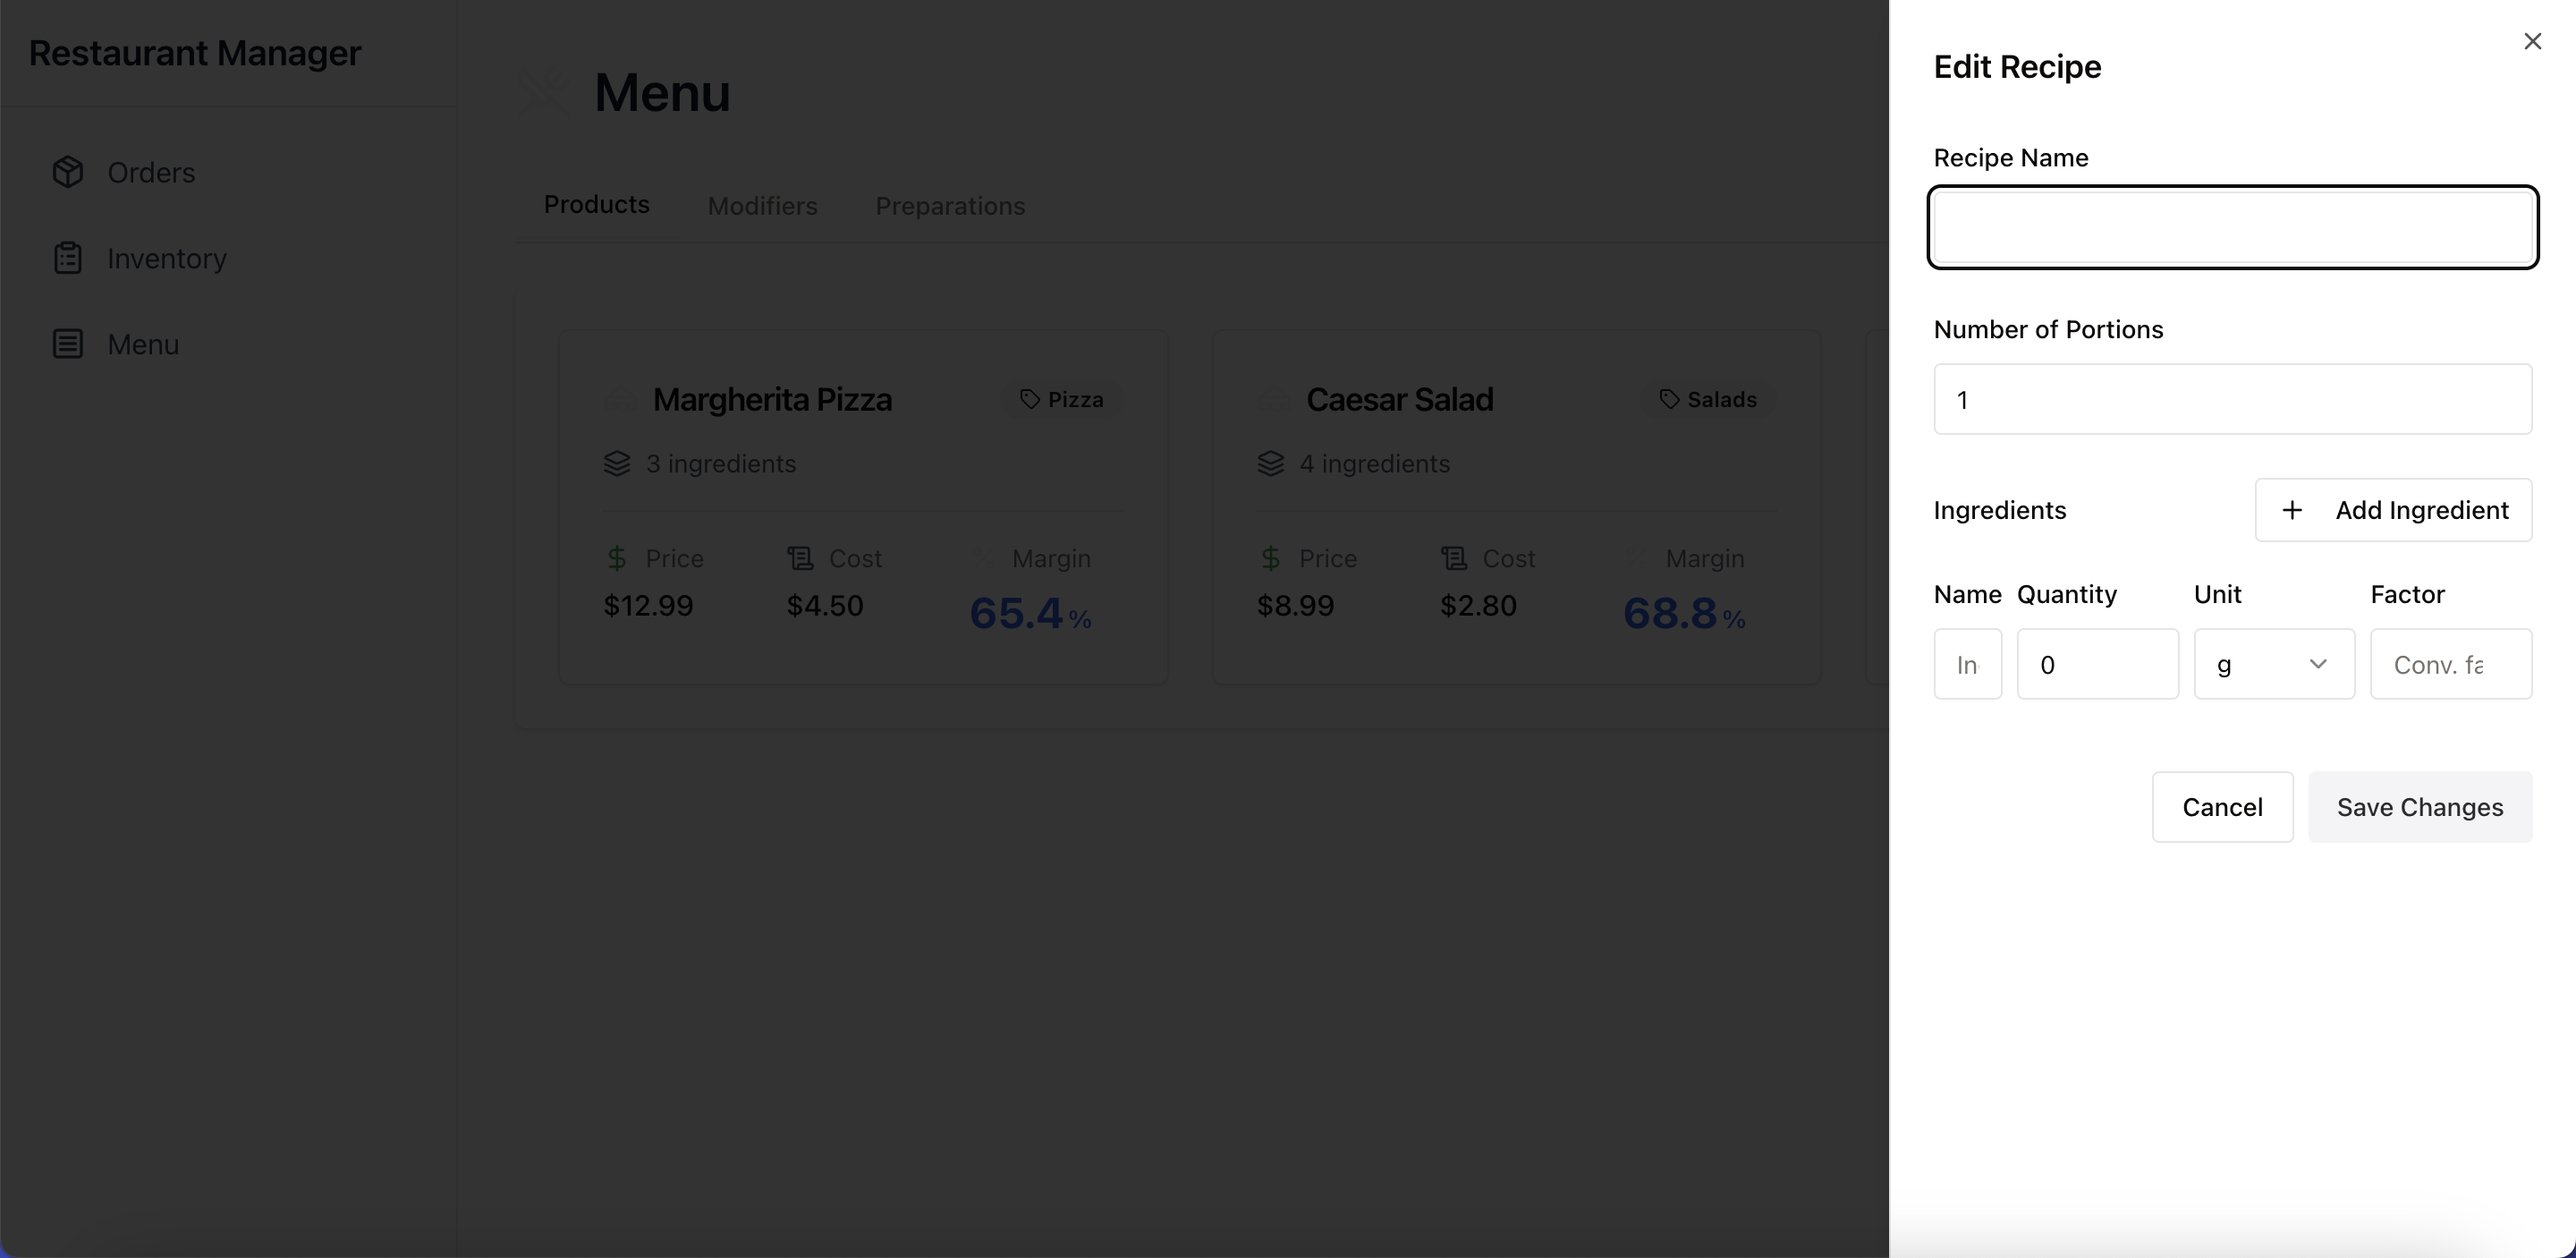 Restaurant Manager
Orders
Inventory
Menu
Menu
Products Modifiers Preparations
Margherita Pizza Pizza
3 ingredients
Price Cost Margin
$12.99 $4.50 65.4%
Caesar Salad Salads
4 ingredients
Price Cost Margin
$8.99 $2.80 68.8%
Edit Recipe
Recipe Name
Number of Portions
1
Ingredients + Add Ingredient
Name Quantity Unit Factor
In 0 g Conv. fa
Cancel Save Changes